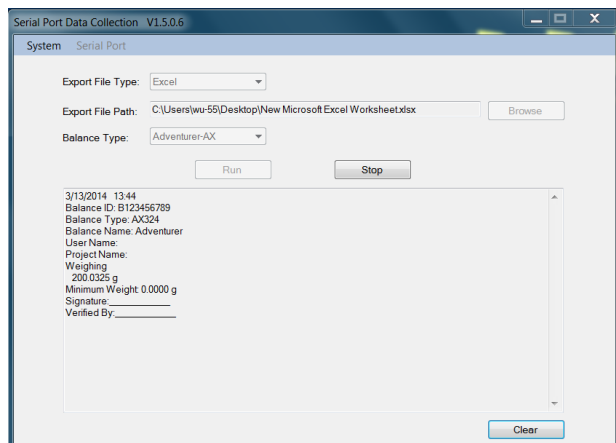 Serial Port Data Collection V1.5.0.6
System Serial Port
Export File Type: Excel
Export File Path: C:\Users\wu-55\Desktop\New Microsoft Excel Worksheet.xlsx Browse
Balance Type: Adventurer-AX
Run Stop
3/13/2014 13:44
Balance ID: B123456789
Balance Type: AX324
Balance Name: Adventurer
User Name:
Project Name:
Weighing
200.0325 g
Minimum Weight: 0.0000 g
Signature:____________
Verified By:____________
Clear